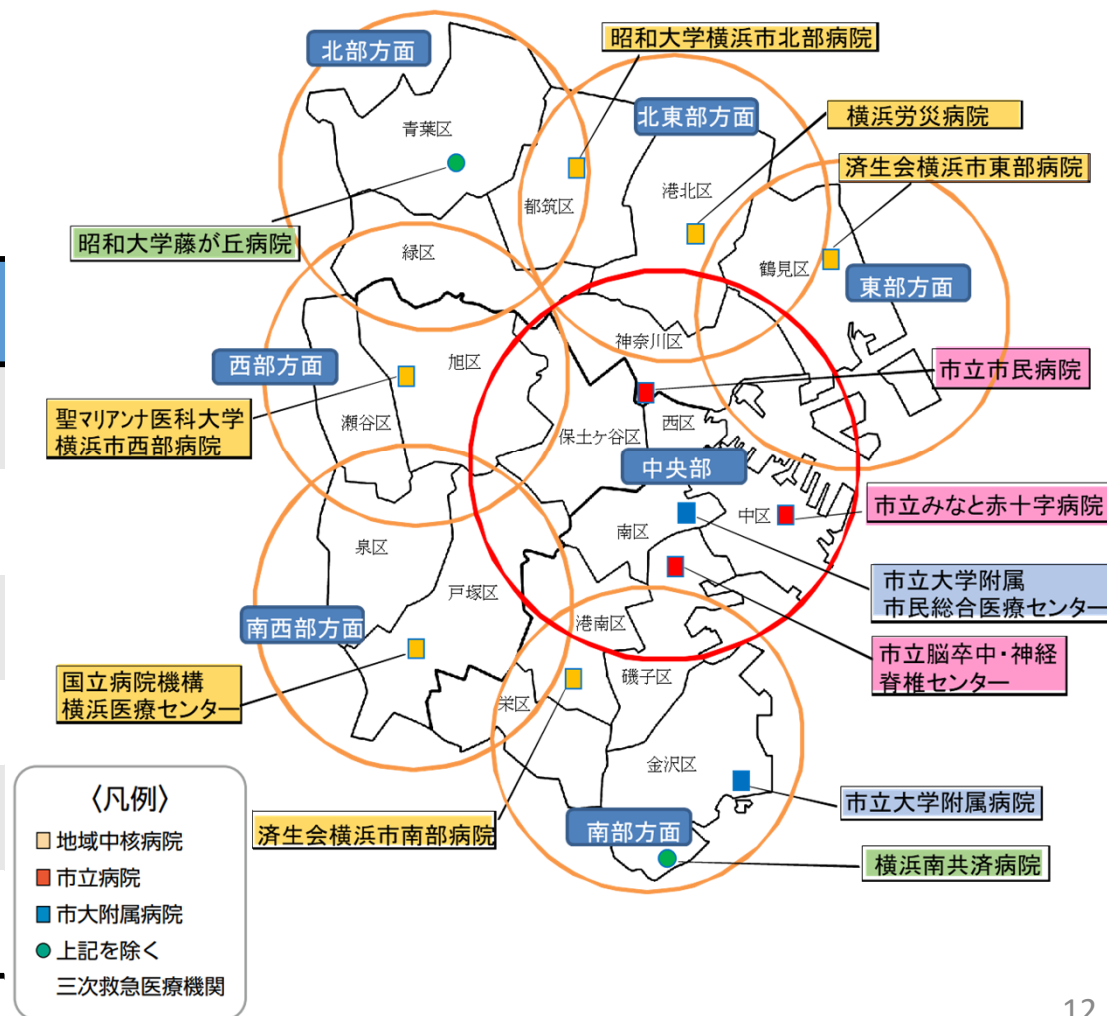 昭和大学横浜市北部病院
北部方面
横浜労災病院
北東部方面
青葉区
済生会横浜市東部病院
港北区
都筑区
昭和大学藤が丘病院
緑区
鶴見区
東部方面
神奈川区
西部方面
旭区
市立市民病院
聖マリアンナ医科大学
横浜市西部病院
瀬谷区
保土ケ谷区
西区
中央部
市立みなと赤十字病院
中区
南区
泉区
戸塚区
市立大学附属
市民総合医療センター
南西部方面
港南区
市立脳卒中・神経
脊椎センター
国立病院機構
横浜医療センター
磯子区
栄区
金沢区
市立大学附属病院
済生会横浜市南部病院
南部方面
横浜南共済病院
〈凡例〉
地域中核病院
市立病院
市大附属病院
上記を除く
三次救急医療機関
12